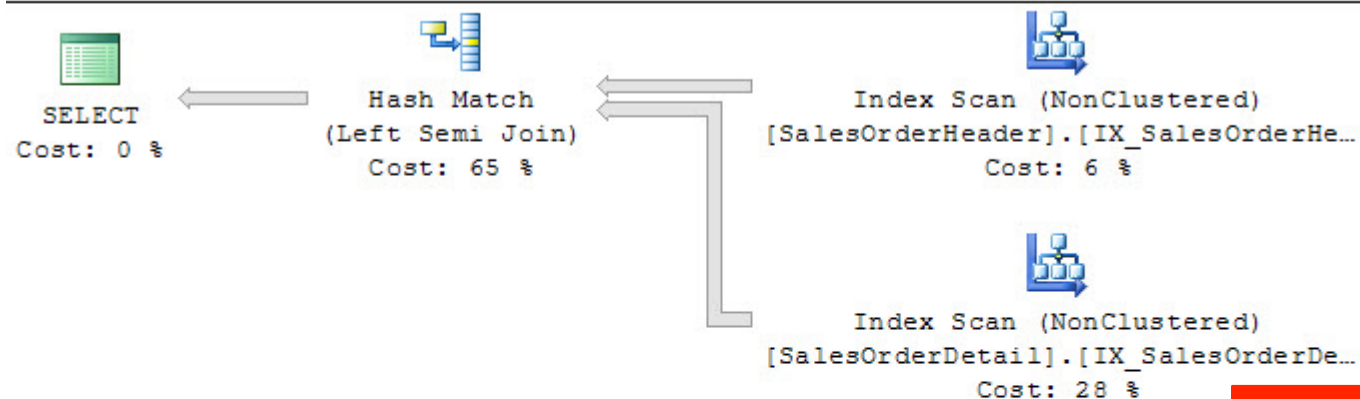 SELECT
Cost: 0 %
Hash Match
(Left Semi Join)
Cost: 65 %
Index Scan (NonClustered)
[SalesOrderHeader].[IX_SalesOrderHe…
Cost: 6 %
Index Scan (NonClustered)
[SalesOrderDetail].[IX_SalesOrderDe…
Cost: 28 %